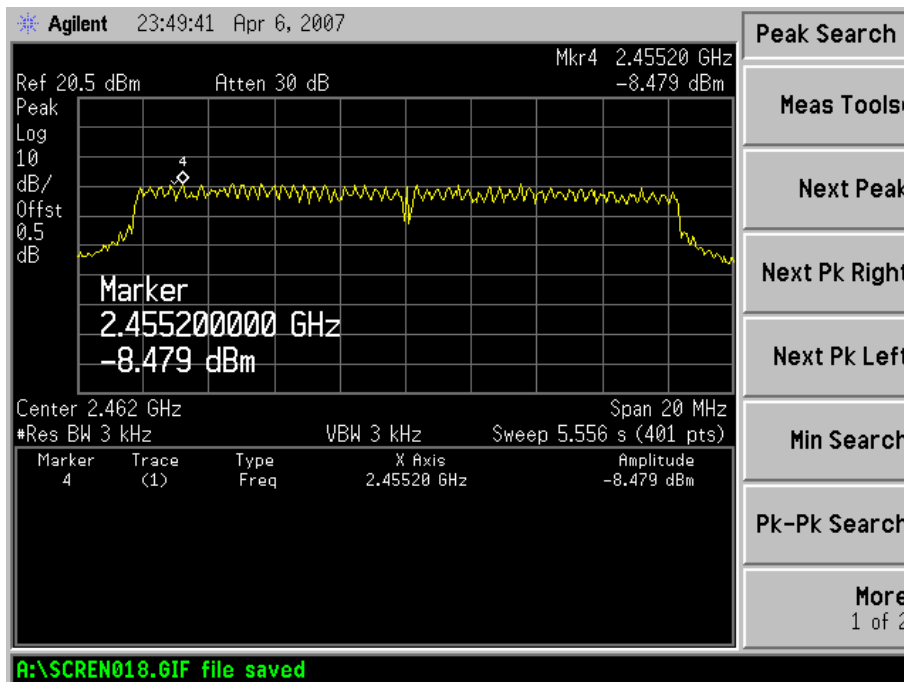 Agilent 23:49:41 Apr 6, 2007
Mkr4 2.45520 GHz
Ref 20.5 dBm Atten 30 dB -8.479 dBm
Peak
Log
10
dB/
Offst
0.5
dB
4
Marker
2.455200000 GHz
-8.479 dBm
Center 2.462 GHz Span 20 MHz
#Res BW 3 kHz VBW 3 kHz Sweep 5.556 s (401 pts)
Marker Trace Type X Axis Amplitude
4 (1) Freq 2.45520 GHz -8.479 dBm
A:\SCREN018.GIF file saved
Peak Search
Meas Tools
Next Peak
Next Pk Right
Next Pk Left
Min Search
Pk-Pk Search
More
1 of 2